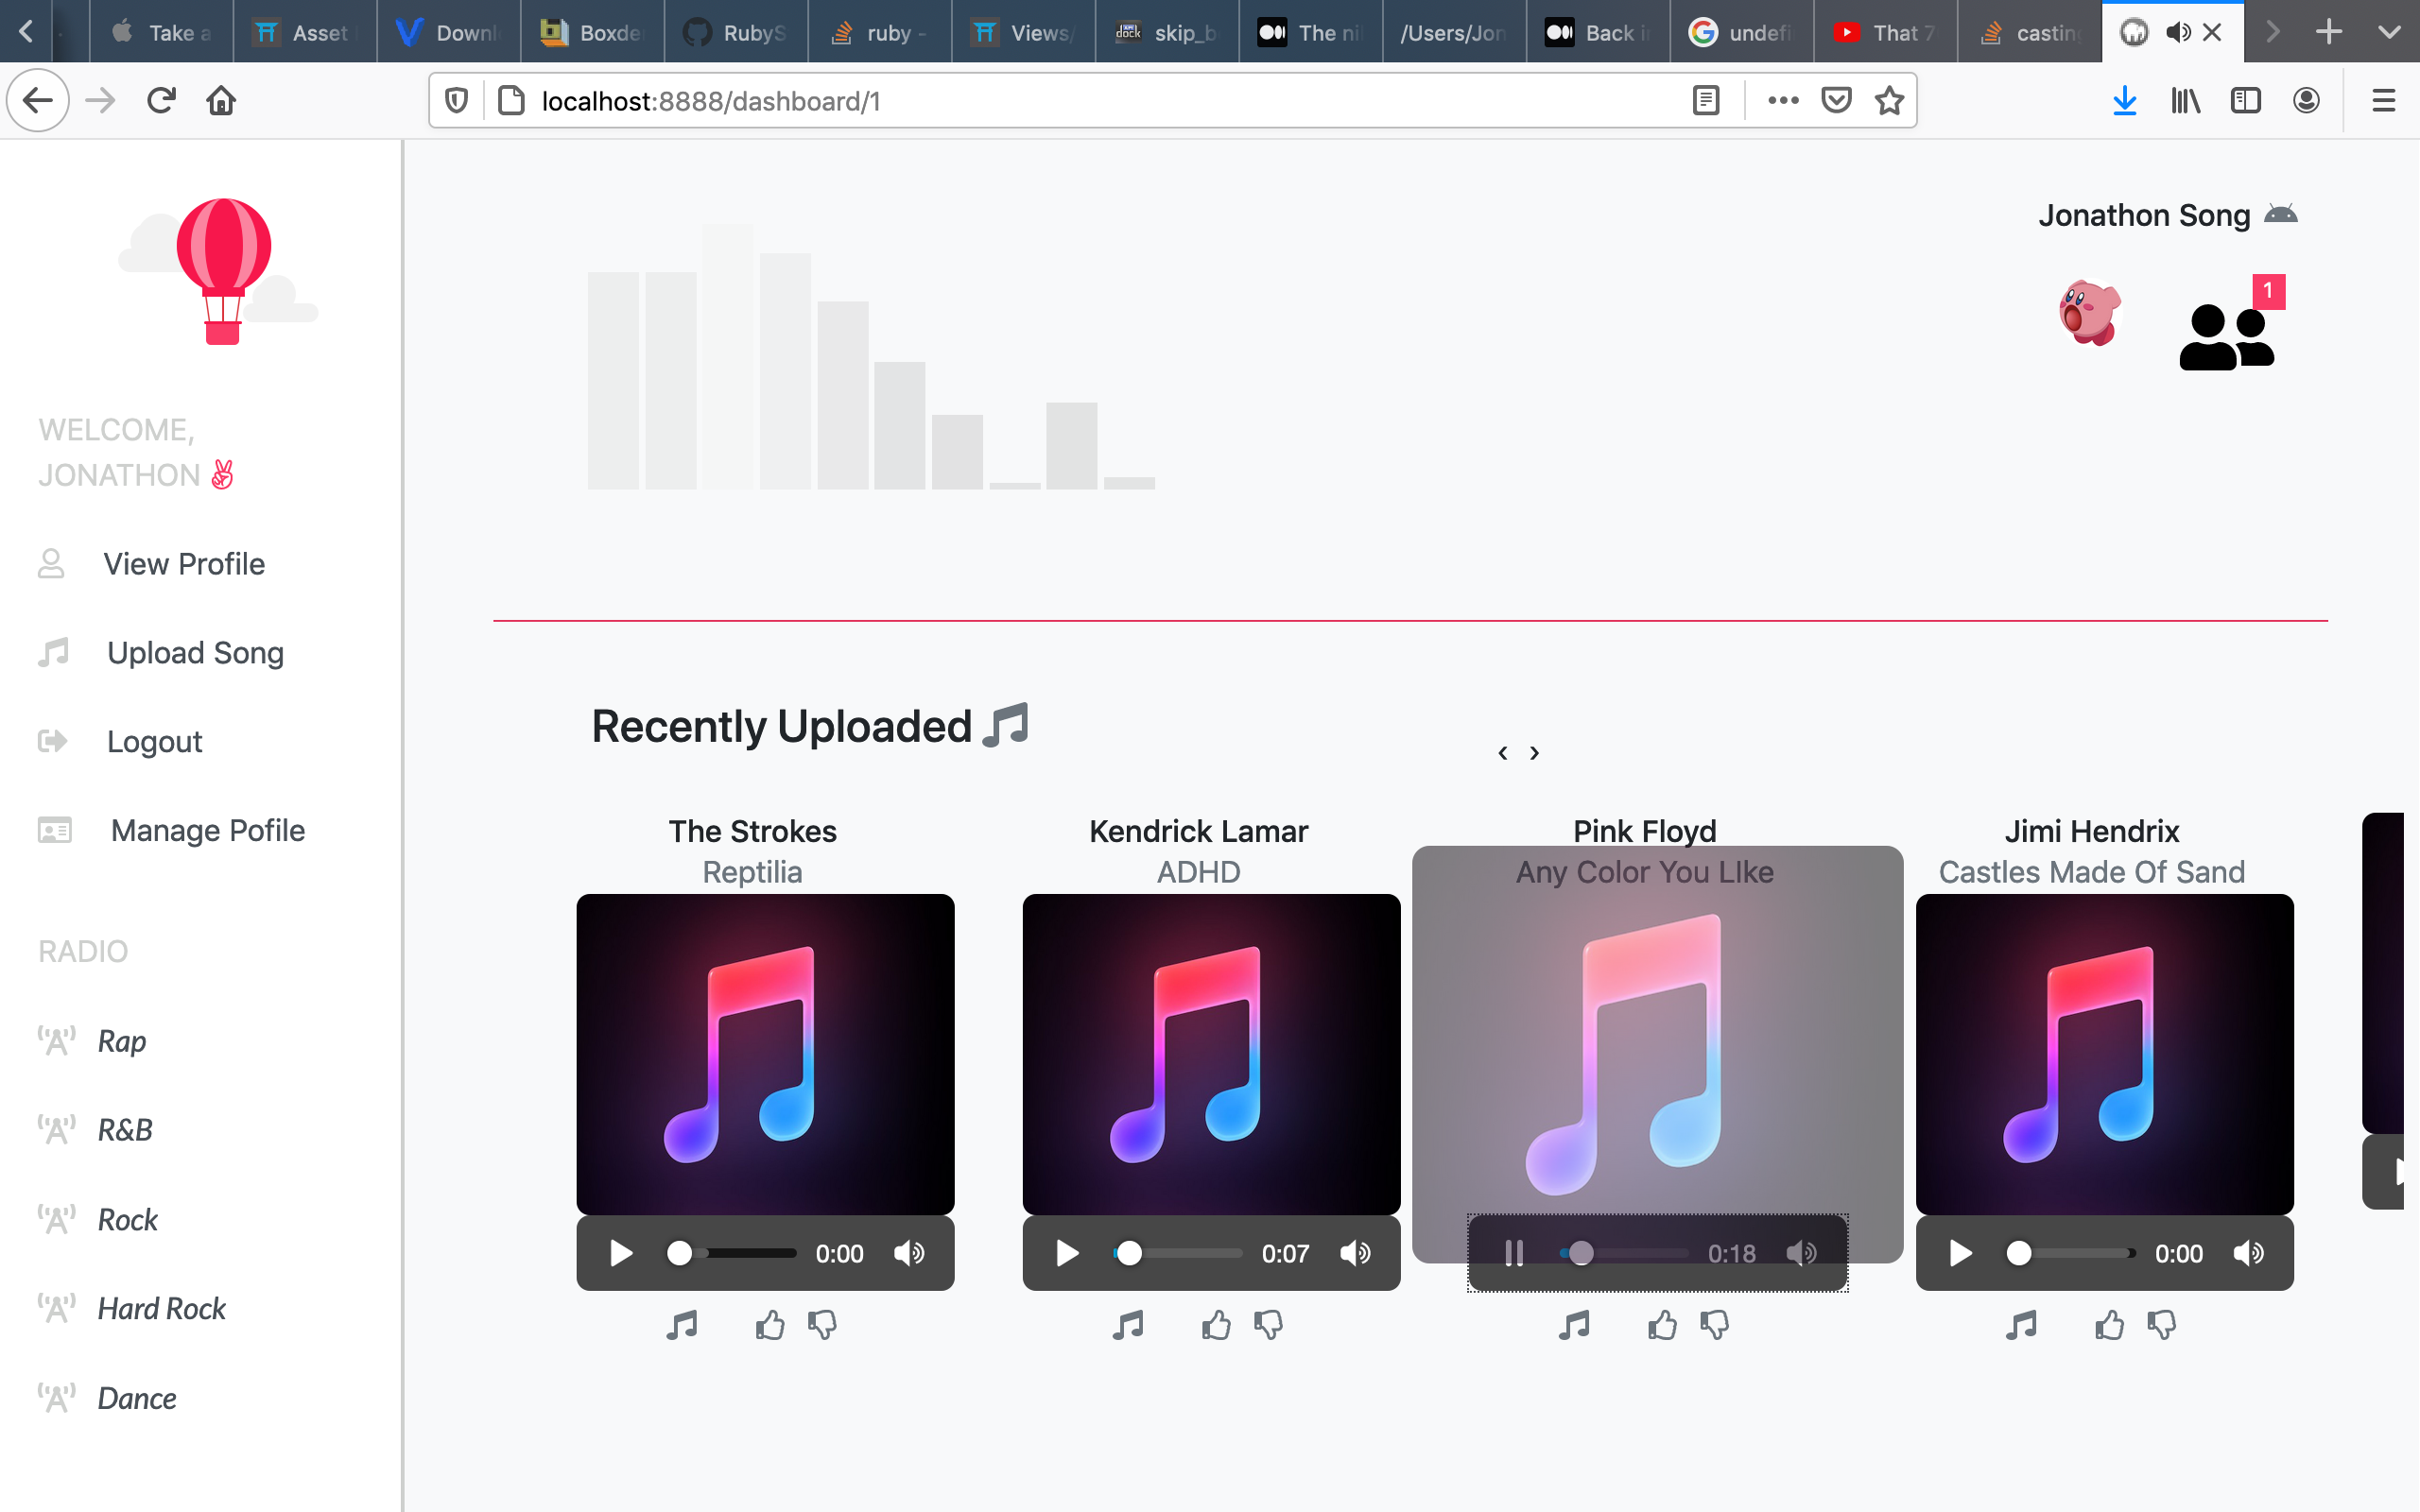 Take a
Asset
Downl
Boxde
RubyS
ruby -
Views/
skip_b
The ni
/Users/Jon
Back i
undefi
That 7
casting
localhost:8888/dashboard/1
Jonathon Song
1
WELCOME,
JONATHON
View Profile
Upload Song
Logout
Manage Pofile
RADIO
Rap
R&B
Rock
Hard Rock
Dance
Recently Uploaded
‹ ›
The Strokes
Reptilia
0:00
Kendrick Lamar
ADHD
0:07
Pink Floyd
Any Color You LIke
0:18
Jimi Hendrix
Castles Made Of Sand
0:00